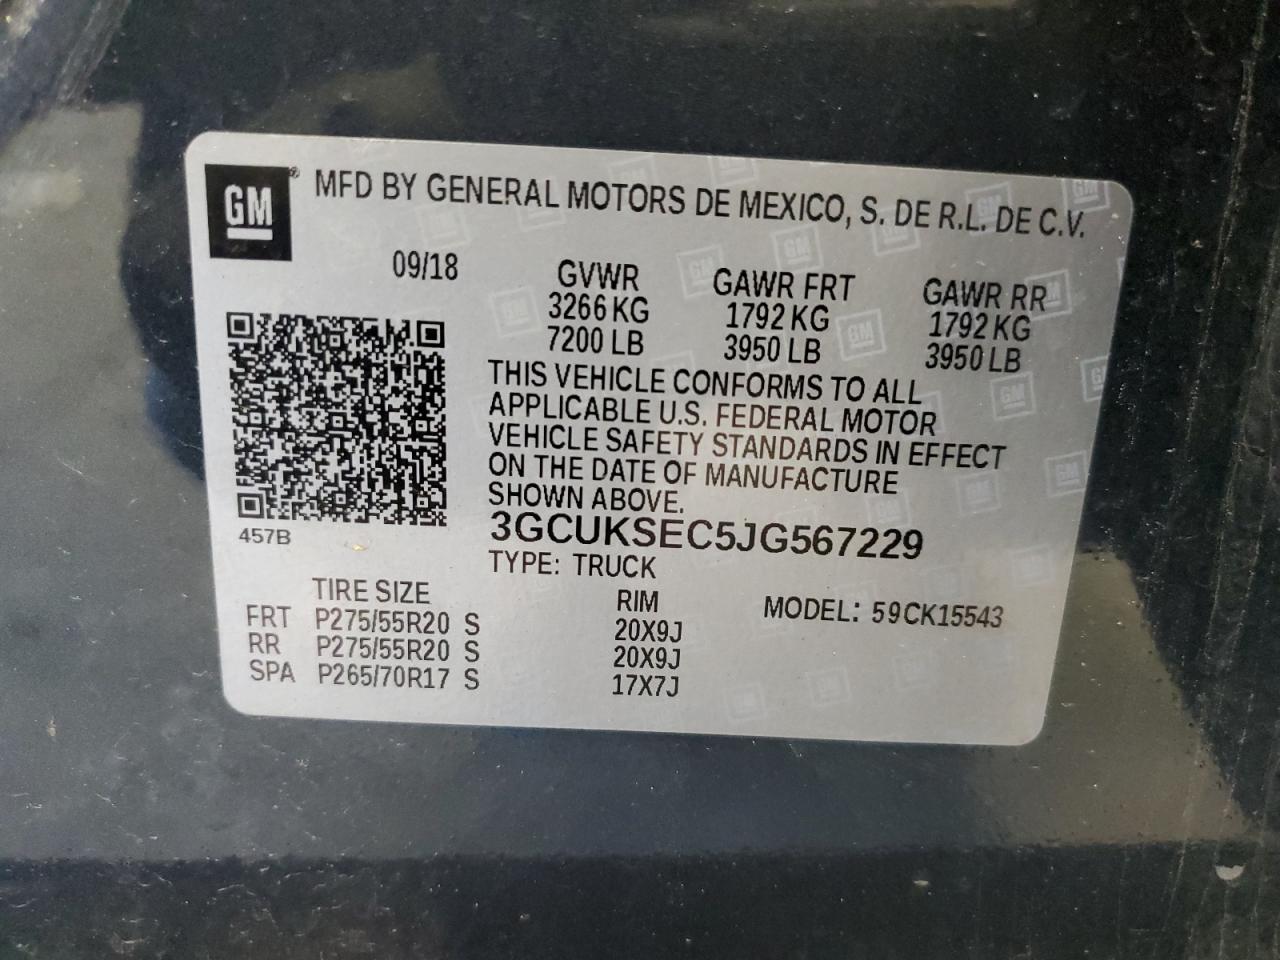 GM® MFD BY GENERAL MOTORS DE MEXICO, S. DE R.L. DE C.V.
09/18
GVWR GAWR FRT GAWR RR
3266 KG 1792 KG 1792 KG
7200 LB 3950 LB 3950 LB
THIS VEHICLE CONFORMS TO ALL
APPLICABLE U.S. FEDERAL MOTOR
VEHICLE SAFETY STANDARDS IN EFFECT
ON THE DATE OF MANUFACTURE
SHOWN ABOVE.
3GCUKSEC5JG567229
457B
TYPE: TRUCK
TIRE SIZE RIM MODEL: 59CK15543
FRT P275/55R20 S 20X9J
RR P275/55R20 S 20X9J
SPA P265/70R17 S 17X7J